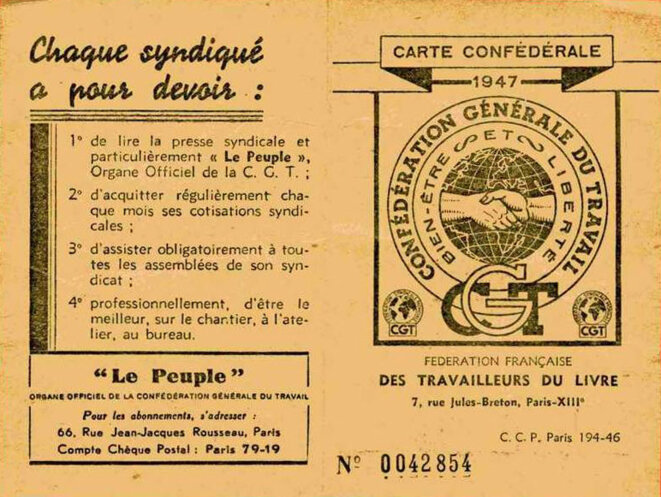 Chaque syndiqué
a pour devoir :
1° de lire la presse syndicale et
particulièrement « Le Peuple »,
Organe Officiel de la C. G. T. ;
2° d'acquitter régulièrement cha-
que mois ses cotisations syndi-
cales ;
3° d'assister obligatoirement à tou-
tes les assemblées de son syn-
dicat ;
4° professionnellement, d'être le
meilleur, sur le chantier, à l'ate-
lier, au bureau.
“Le Peuple”
ORGANE OFFICIEL DE LA CONFÉDÉRATION GÉNÉRALE DU TRAVAIL
Pour les abonnements, s'adresser :
66, Rue Jean-Jacques Rousseau, Paris
Compte Chèque Postal : Paris 79-19
CARTE CONFÉDÉRALE
1947
CONFÉDÉRATION GÉNÉRALE DU TRAVAIL
BIEN-ÊTRE ET LIBERTÉ
CGT
CGT
CGT
FEDERATION FRANÇAISE
DES TRAVAILLEURS DU LIVRE
7, rue Jules-Breton, Paris-XIII°
C. C. P. Paris 194-46
N° 0042854